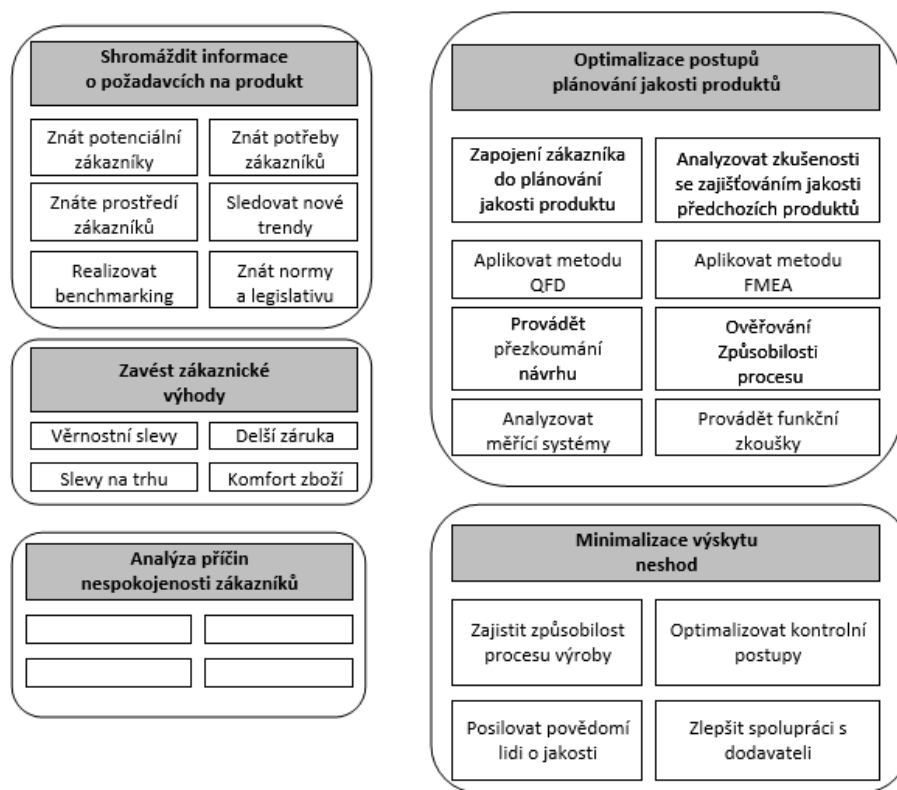 Shromáždit informace
o požadavcích na produkt
Znát potenciální
zákazníky
Znát potřeby
zákazníků
Znáte prostředí
zákazníků
Sledovat nové
trendy
Realizovat
benchmarking
Znát normy
a legislativu
Zavést zákaznické
výhody
Věrnostní slevy
Delší záruka
Slevy na trhu
Komfort zboží
Analýza příčin
nespokojenosti zákazníků
Optimalizace postupů
plánování jakosti produktů
Zapojení zákazníka
do plánování
jakosti produktu
Analyzovat zkušenosti
se zajišťováním jakosti
předchozích produktů
Aplikovat metodu
QFD
Aplikovat metodu
FMEA
Provádět
přezkoumání
návrhu
Ověřování
Způsobilosti
procesu
Analyzovat
měřící systémy
Provádět funkční
zkoušky
Minimalizace výskytu
neshod
Zajistit způsobilost
procesu výroby
Optimalizovat kontrolní
postupy
Posilovat povědomí
lidi o jakosti
Zlepšit spolupráci s
dodavateli